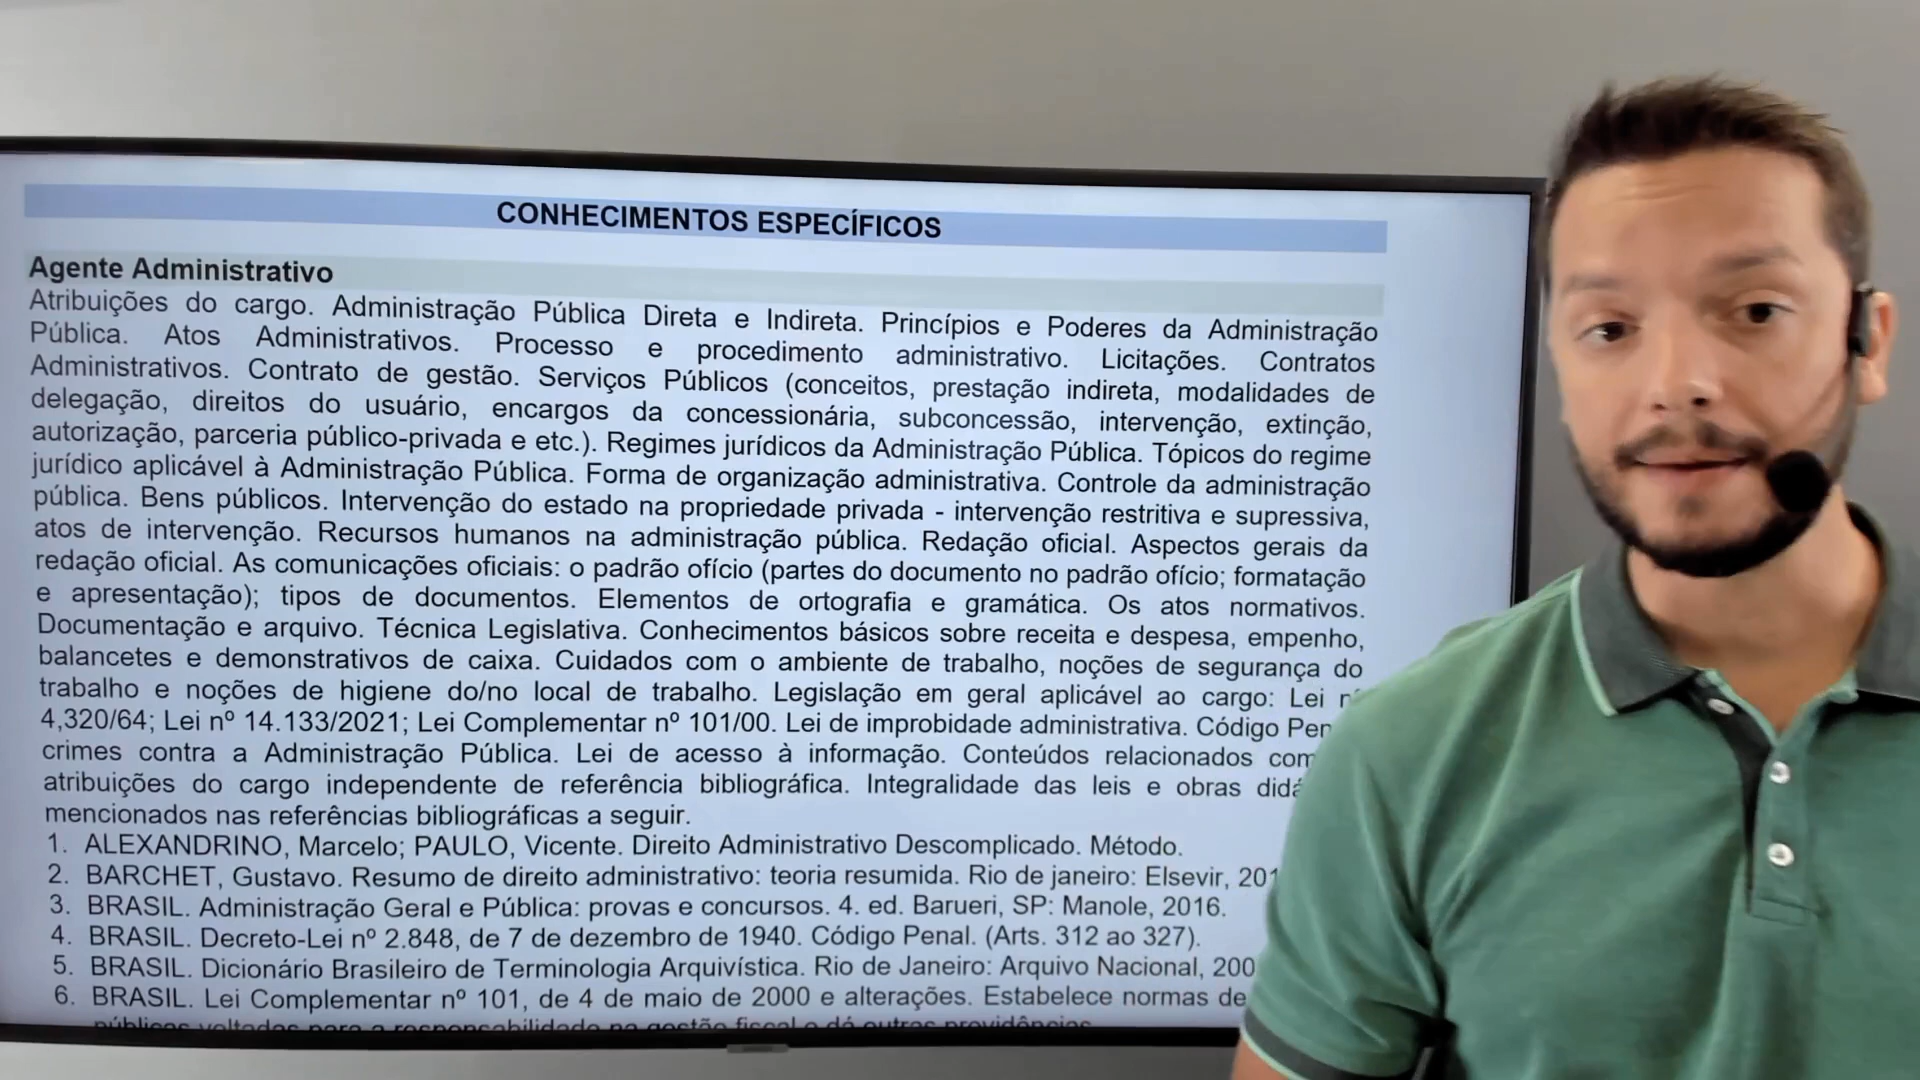 CONHECIMENTOS ESPECÍFICOS
Agente Administrativo
Atribuições do cargo. Administração Pública Direta e Indireta. Princípios e Poderes da Administração
Pública. Atos Administrativos. Processo e procedimento administrativo. Licitações. Contratos
Administrativos. Contrato de gestão. Serviços Públicos (conceitos, prestação indireta, modalidades de
delegação, direitos do usuário, encargos da concessionária, subconcessão, intervenção, extinção,
autorização, parceria público-privada e etc.). Regimes jurídicos da Administração Pública. Tópicos do regime
jurídico aplicável à Administração Pública. Forma de organização administrativa. Controle da administração
pública. Bens públicos. Intervenção do estado na propriedade privada - intervenção restritiva e supressiva,
atos de intervenção. Recursos humanos na administração pública. Redação oficial. Aspectos gerais da
redação oficial. As comunicações oficiais: o padrão ofício (partes do documento no padrão ofício; formatação
e apresentação); tipos de documentos. Elementos de ortografia e gramática. Os atos normativos.
Documentação e arquivo. Técnica Legislativa. Conhecimentos básicos sobre receita e despesa, empenho,
balancetes e demonstrativos de caixa. Cuidados com o ambiente de trabalho, noções de segurança do
trabalho e noções de higiene do/no local de trabalho. Legislação em geral aplicável ao cargo: Lei
4,320/64; Lei nº 14.133/2021; Lei Complementar nº 101/00. Lei de improbidade administrativa. Código
crimes contra a Administração Pública. Lei de acesso à informação. Conteúdos relacionados
atribuições do cargo independente de referência bibliográfica. Integralidade das leis e obras
mencionados nas referências bibliográficas a seguir.
1. ALEXANDRINO, Marcelo; PAULO, Vicente. Direito Administrativo Descomplicado. Método.
2. BARCHET, Gustavo. Resumo de direito administrativo: teoria resumida. Rio de janeiro: Elsevir,
3. BRASIL. Administração Geral e Pública: provas e concursos. 4. ed. Barueri, SP: Manole, 2016.
4. BRASIL. Decreto-Lei nº 2.848, de 7 de dezembro de 1940. Código Penal. (Arts. 312 ao 327).
5. BRASIL. Dicionário Brasileiro de Terminologia Arquivística. Rio de Janeiro: Arquivo Nacional,
6. BRASIL. Lei Complementar nº 101, de 4 de maio de 2000 e alterações. Estabelece normas de
públicas voltadas para a responsabilidade na gestão fiscal e dá outras providências.